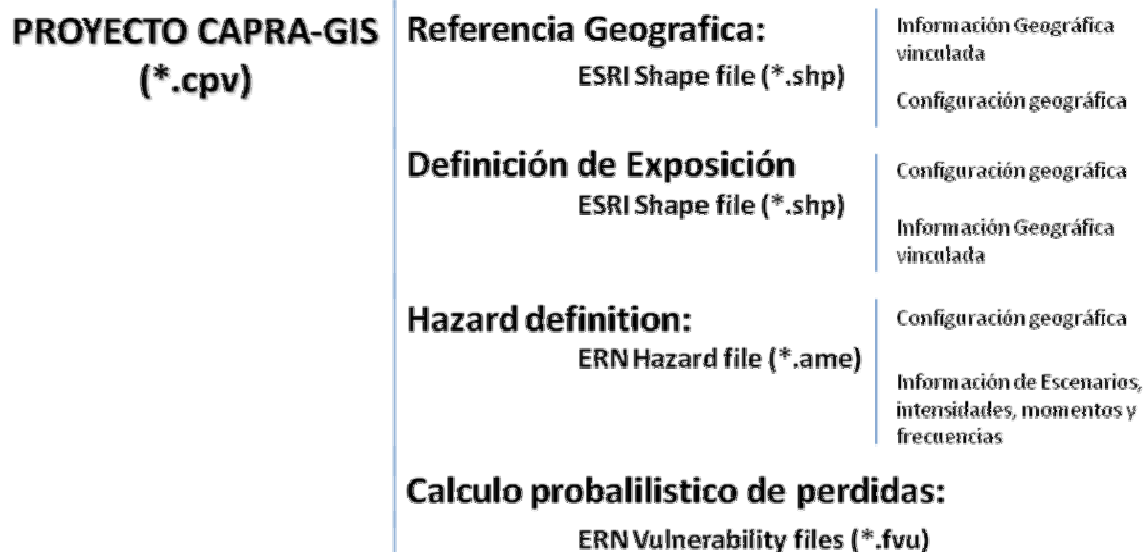 PROYECTO CAPRA-GIS
(*.cpv)
Referencia Geografica:
ESRI Shape file (*.shp)
Información Geográfica
vinculada
Configuración geográfica
Definición de Exposición
ESRI Shape file (*.shp)
Configuración geográfica
Información Geográfica
vinculada
Hazard definition:
ERN Hazard file (*.ame)
Configuración geográfica
Información de Escenarios,
intensidades, momentos y
frecuencias
Calculo probalilistico de perdidas:
ERN Vulnerability files (*.fvu)